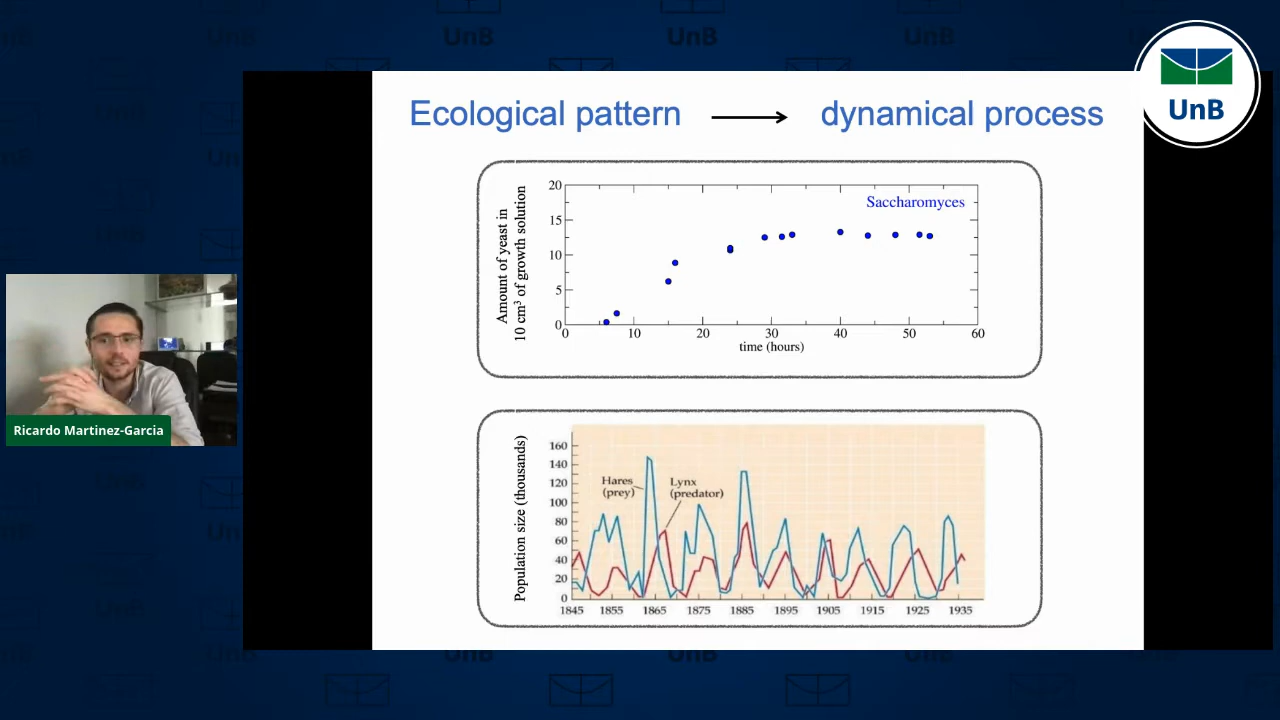 UnB
UnB
UnB
UnB
Ecological pattern → dynamical process
Amount of yeast in
10 cm³ of growth solution
20
15
10
5
0
Saccharomyces
0 10 20 30 40 50 60
time (hours)
Ricardo Martinez-Garcia
Population size (thousands)
160
140
120
100
80
60
40
20
0
Hares
(prey)
Lynx
(predator)
1845 1855 1865 1875 1885 1895 1905 1915 1925 1935